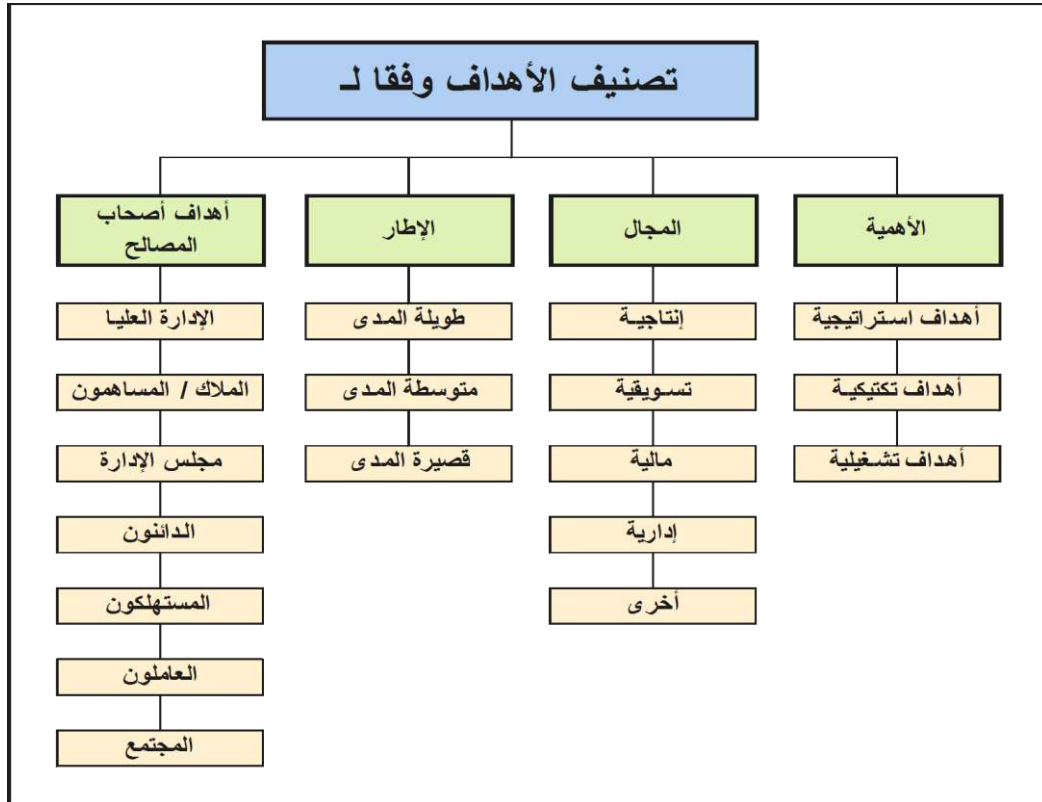 تصنيف الأهداف وفقا لـ
الأهمية
أهداف استراتيجية
أهداف تكتيكية
أهداف تشغيلية
المجال
إنتاجية
تسويقية
مالية
إدارية
أخرى
الإطار
طويلة المدى
متوسطة المدى
قصيرة المدى
أهداف أصحاب
المصالح
الإدارة العليا
الملاك / المساهمون
مجلس الإدارة
الدائنون
المستهلكون
العاملون
المجتمع